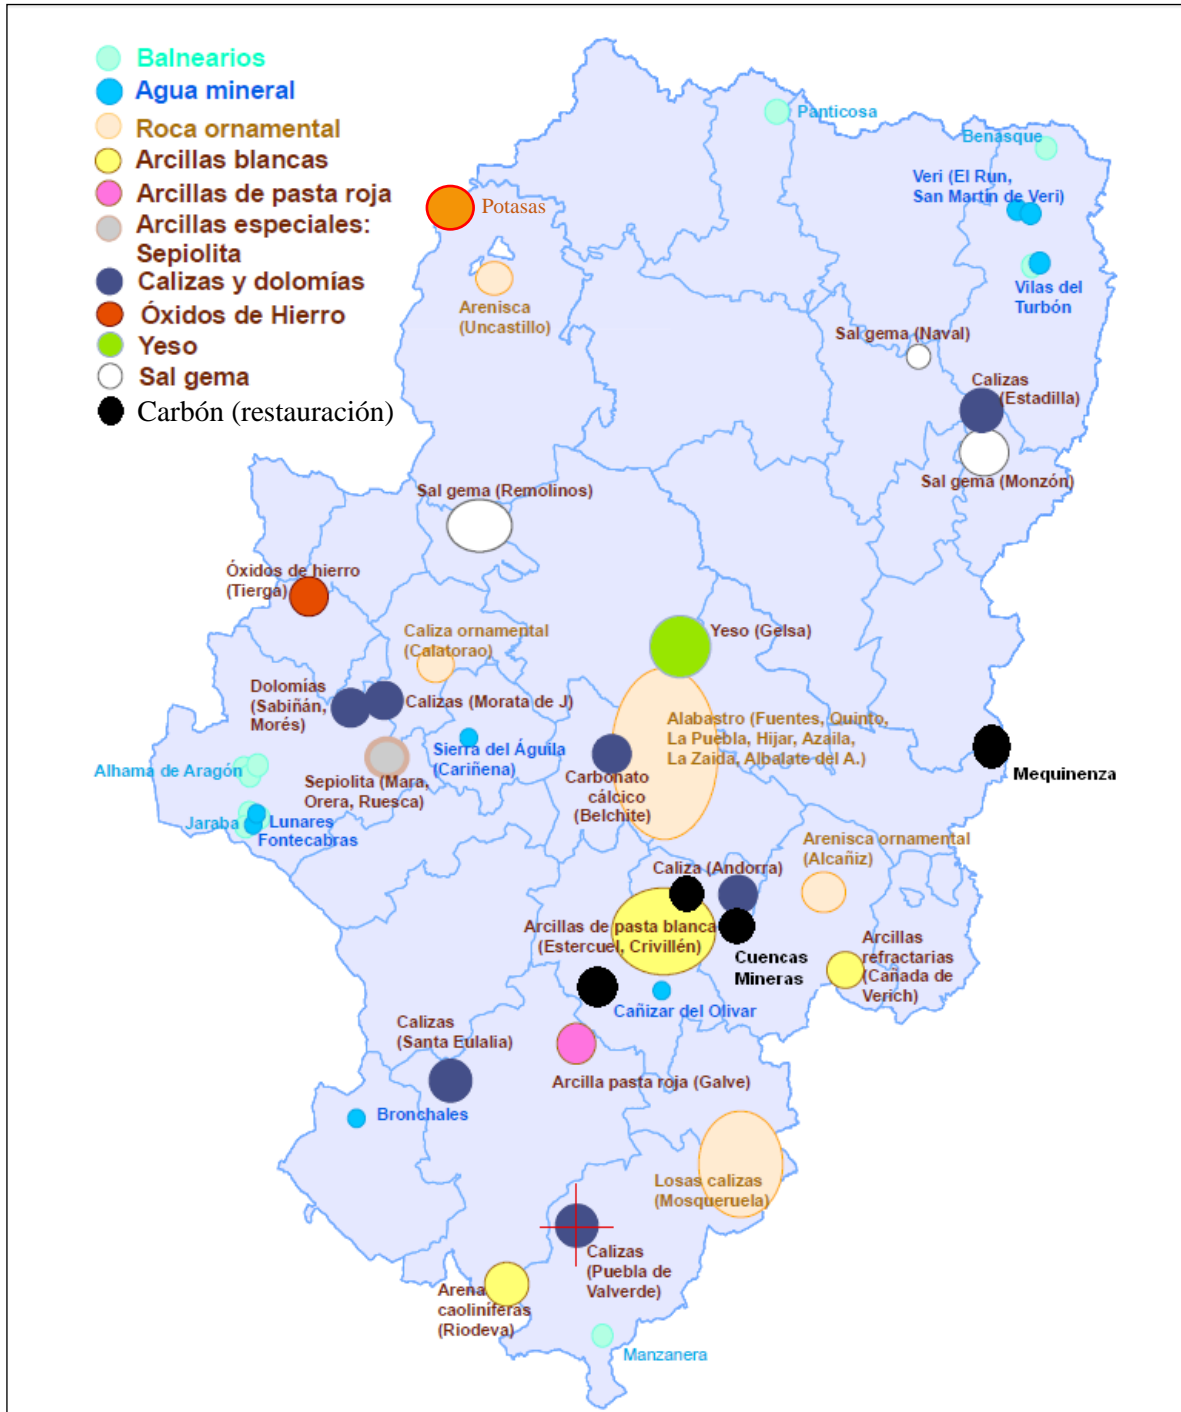 Balnearios
Agua mineral
Roca ornamental
Arcillas blancas
Arcillas de pasta roja
Arcillas especiales:
Sepiolita
Calizas y dolomías
Óxidos de Hierro
Yeso
Sal gema
Carbón (restauración)
Panticosa
Benasque
Veri (El Run,
San Martín de Veri)
Potasas
Vilas del
Turbón
Arenisca
(Uncastillo)
Sal gema (Naval)
Calizas
(Estadilla)
Sal gema (Monzón)
Sal gema (Remolinos)
Óxidos de hierro
(Tierga)
Caliza ornamental
(Calatorao)
Yeso (Gelsa)
Dolomías
(Sabiñán,
Morés)
Calizas (Morata de J)
Alabastro (Fuentes, Quinto,
La Puebla, Hijar, Azaila,
La Zaida, Albalate del A.)
Sierra del Águila
(Cariñena)
Alhama de Aragón
Sepiolita (Mara,
Orera, Ruesca)
Carbonato
cálcico
(Belchite)
Mequinenza
Jaraba
Lunares
Fontecabras
Arenisca ornamental
(Alcañiz)
Caliza (Andorra)
Arcillas de pasta blanca
(Estercuel, Crivillén)
Cuencas
Mineras
Arcillas
refractarias
(Cañada de
Verich)
Cañizar del Olivar
Calizas
(Santa Eulalia)
Arcilla pasta roja (Galve)
Bronchales
Losas calizas
(Mosqueruela)
Calizas
(Puebla de
Valverde)
Arena
caoliníferas
(Riodeva)
Manzanera